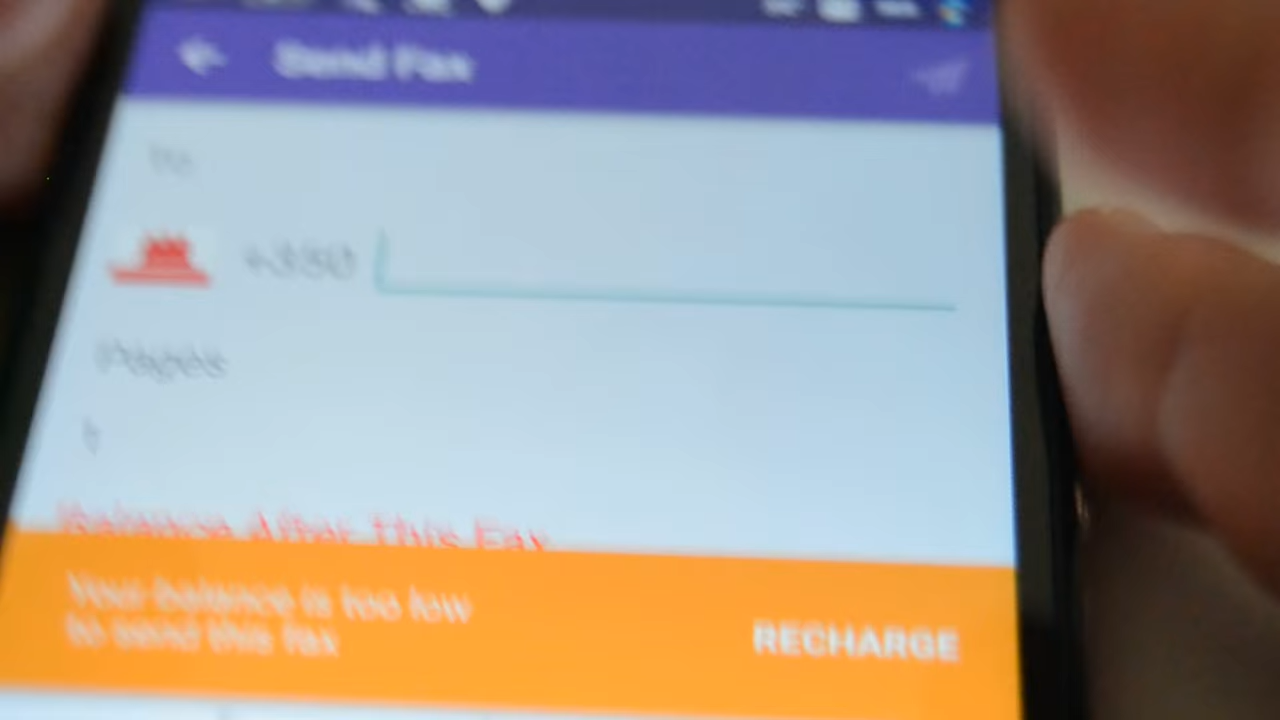 Send Fax
To
+350
Pages
1
Balance After This Fax
Your balance is too low
to send this fax
RECHARGE